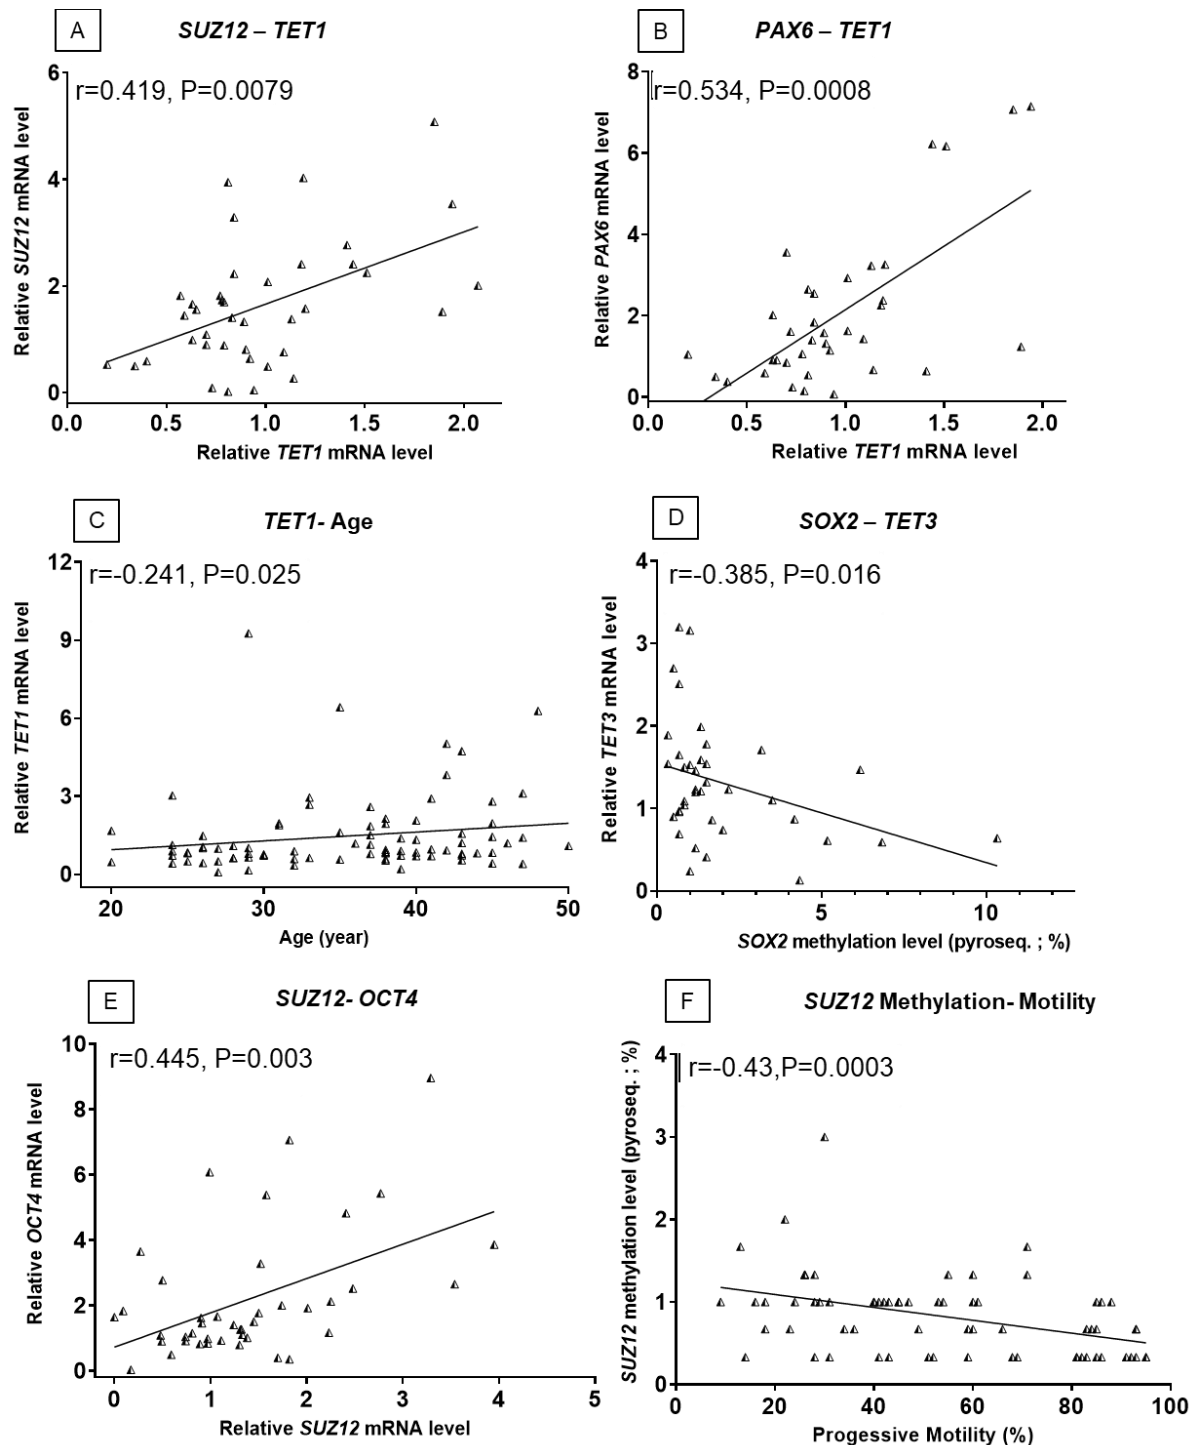 A
SUZ12 – TET1
r=0.419, P=0.0079
Relative SUZ12 mRNA level
6
4
2
0
0.0 0.5 1.0 1.5 2.0
Relative TET1 mRNA level
B
PAX6 – TET1
r=0.534, P=0.0008
Relative PAX6 mRNA level
8
6
4
2
0
0.0 0.5 1.0 1.5 2.0
Relative TET1 mRNA level
C
TET1- Age
r=-0.241, P=0.025
Relative TET1 mRNA level
12
9
6
3
0
20 30 40 50
Age (year)
D
SOX2 – TET3
r=-0.385, P=0.016
Relative TET3 mRNA level
4
3
2
1
0
0 5 10
SOX2 methylation level (pyroseq. ; %)
E
SUZ12- OCT4
r=0.445, P=0.003
Relative OCT4 mRNA level
10
8
6
4
2
0
0 1 2 3 4 5
Relative SUZ12 mRNA level
F
SUZ12 Methylation- Motility
r=-0.43,P=0.0003
SUZ12 methylation level (pyroseq. ; %)
4
3
2
1
0
0 20 40 60 80 100
Progressive Motility (%)